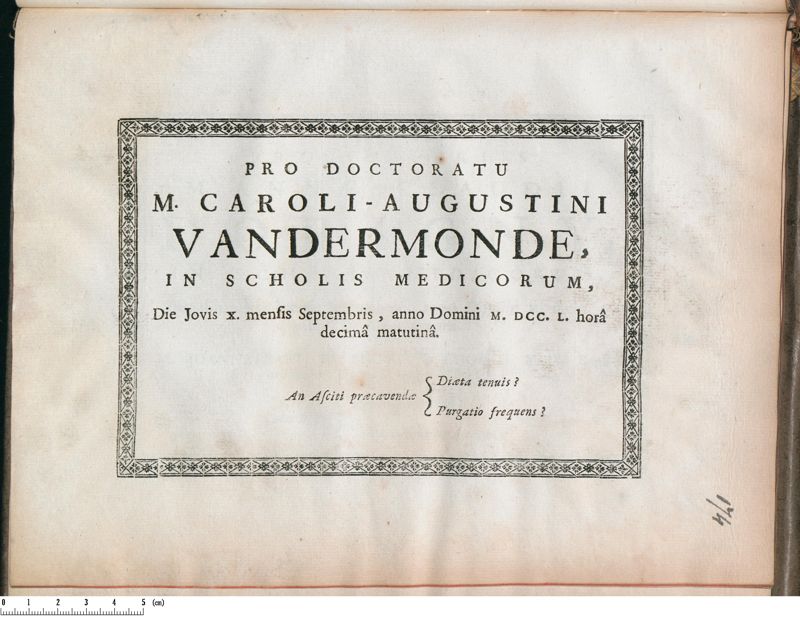 PRO DOCTORATU
M. CAROLI-AUGUSTINI
VANDERMONDE,
IN SCHOLIS MEDICORUM,
Die Jovis X. menſis Septembris, anno Domini M. DCC. L. horâ
decimâ matutinâ.
An Aſciti præcavendæ { Diæta tenuis?
Purgatio frequens?
0 1 2 3 4 5 (cm)